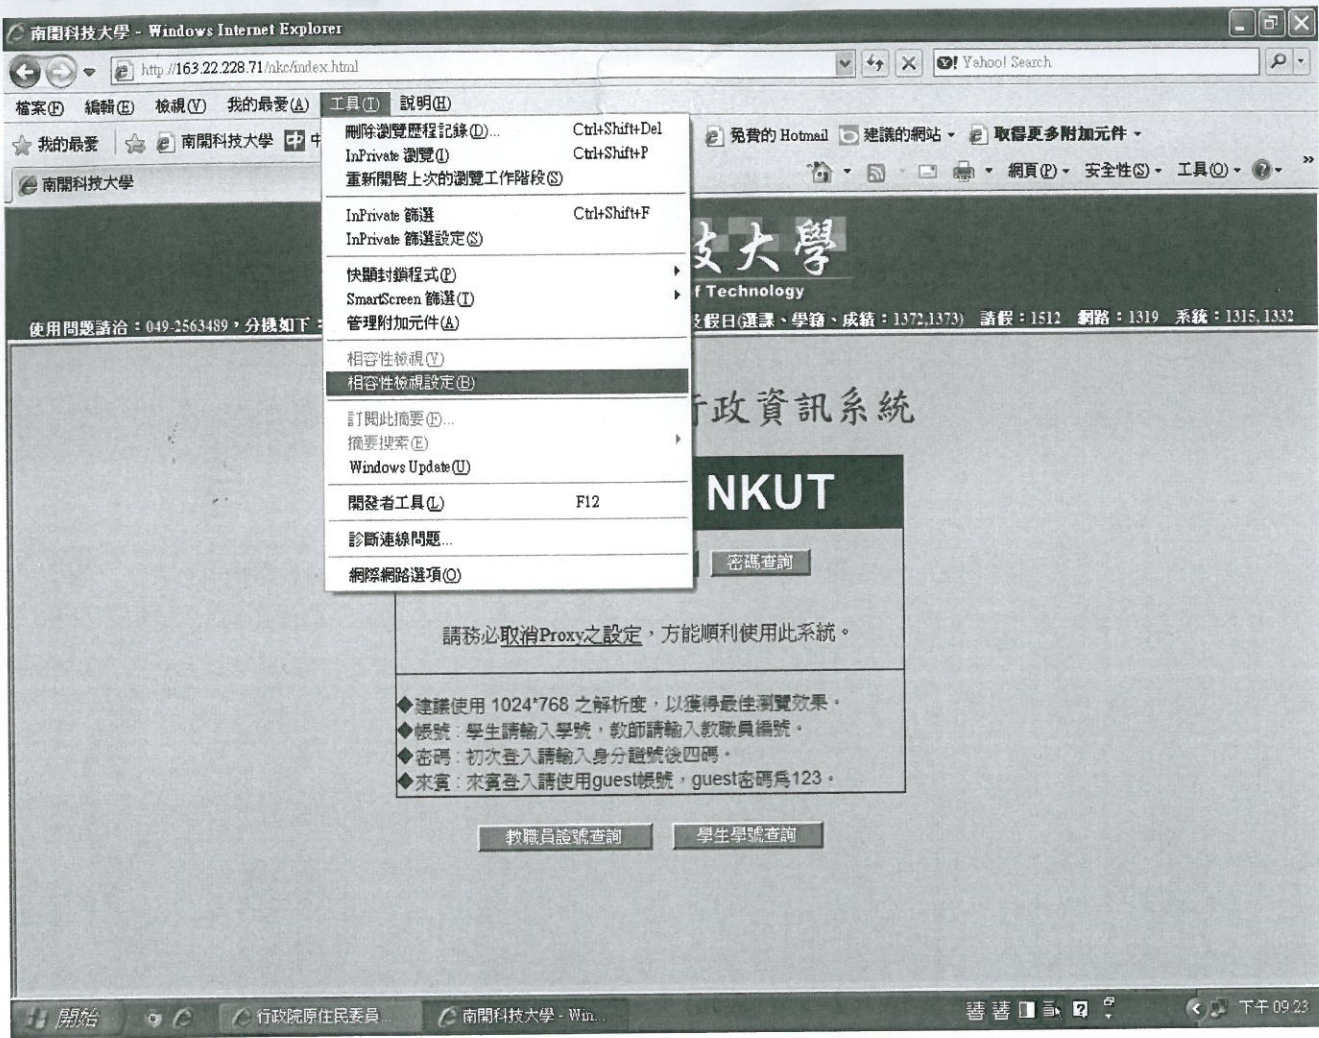 南開科技大學 - Windows Internet Explorer
http://163.22.228.71/nkc/index.html
Yahoo! Search
檔案(F) 編輯(E) 檢視(V) 我的最愛(A) 工具(T) 說明(H)
我的最愛 南開科技大學 中 免費的 Hotmail 建議的網站 取得更多附加元件
南開科技大學 網頁(P) 安全性(S) 工具(O)
刪除瀏覽歷程記錄(D)... Ctrl+Shift+Del
InPrivate 瀏覽(I) Ctrl+Shift+P
重新開啓上次的瀏覽工作階段(S)
InPrivate 篩選 Ctrl+Shift+F
InPrivate 篩選設定(S)
快顯封鎖程式(P)
SmartScreen 篩選(T)
管理附加元件(A)
相容性檢視(V)
相容性檢視設定(B)
訂閱此摘要(F)...
摘要搜索(E)
Windows Update(U)
開發者工具(L) F12
診斷連線問題...
網際網路選項(O)
技大學
f Technology
使用問題請洽：049-2563489，分機如下：
及假日(選課、學籍、成績：1372,1373) 請假：1512 網路：1319 系統：1315, 1332
行政資訊系統
NKUT
密碼查詢
請務必取消Proxy之設定，方能順利使用此系統。
◆建議使用 1024*768 之解析度，以獲得最佳瀏覽效果。
◆帳號：學生請輸入學號，教師請輸入教職員編號。
◆密碼：初次登入請輸入身分證號後四碼。
◆來賓：來賓登入請使用guest帳號，guest密碼爲123。
教職員證號查詢 學生學號查詢
開始 行政院原住民委員... 南開科技大學 - Win... 下午 09:23